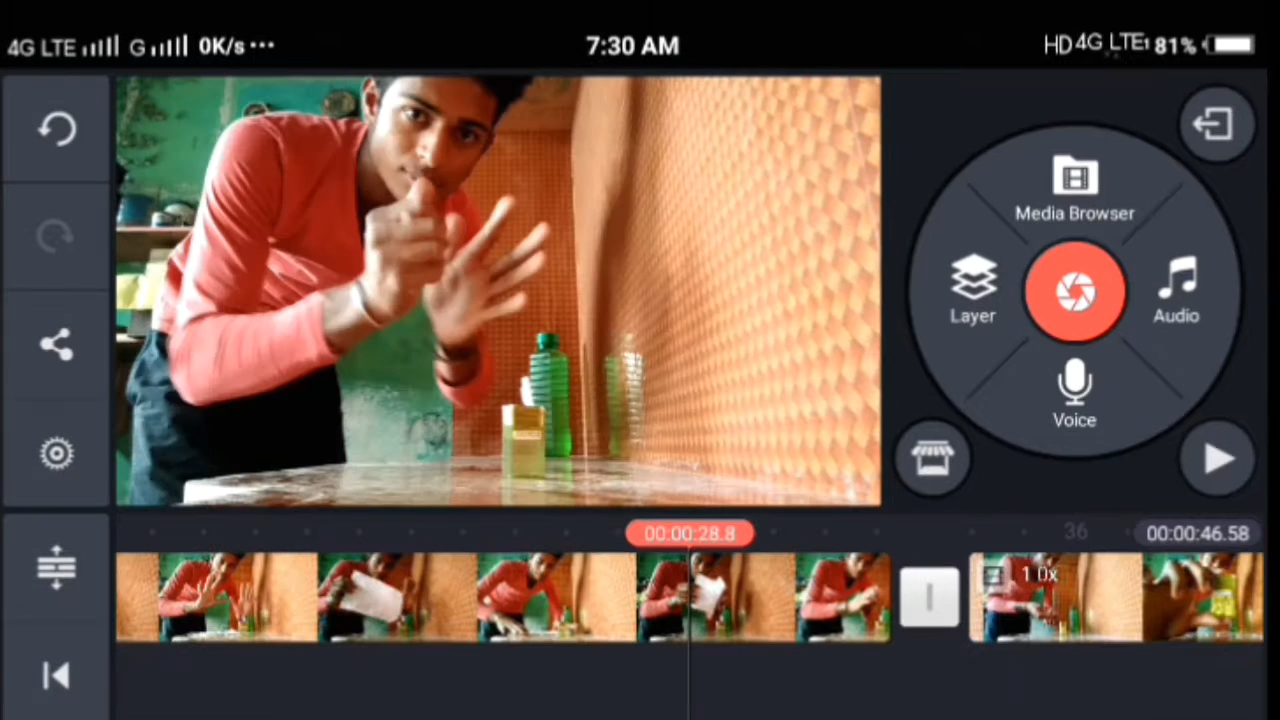 4G LTE G 0K/s ... 7:30 AM HD 4G LTE 81%
Media Browser
Layer
Audio
Voice
00:00:28.8 36 00:00:46.58
1.0x